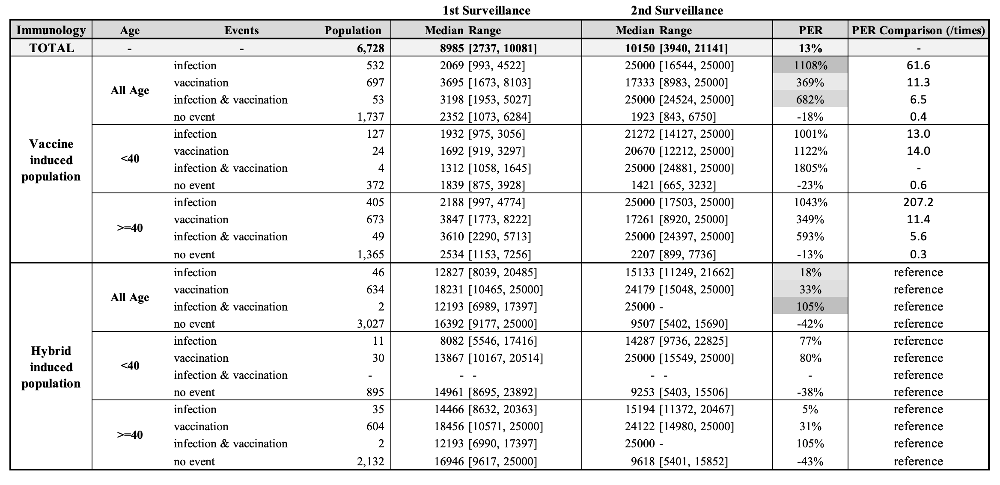 1st Surveillance 2nd Surveillance
Immunology Age Events Population Median Range Median Range PER PER Comparison (/times)
TOTAL - - 6,728 8985 [2737, 10081] 10150 [3940, 21141] 13% -
Vaccine induced population
All Age
infection 532 2069 [993, 4522] 25000 [16544, 25000] 1108% 61.6
vaccination 697 3695 [1673, 8103] 17333 [8983, 25000] 369% 11.3
infection & vaccination 53 3198 [1953, 5027] 25000 [24524, 25000] 682% 6.5
no event 1,737 2352 [1073, 6284] 1923 [843, 6750] -18% 0.4
<40
infection 127 1932 [975, 3056] 21272 [14127, 25000] 1001% 13.0
vaccination 24 1692 [919, 3297] 20670 [12212, 25000] 1122% 14.0
infection & vaccination 4 1312 [1058, 1645] 25000 [24881, 25000] 1805% -
no event 372 1839 [875, 3928] 1421 [665, 3232] -23% 0.6
>=40
infection 405 2188 [997, 4774] 25000 [17503, 25000] 1043% 207.2
vaccination 673 3847 [1773, 8222] 17261 [8920, 25000] 349% 11.4
infection & vaccination 49 3610 [2290, 5713] 25000 [24397, 25000] 593% 5.6
no event 1,365 2534 [1153, 7256] 2207 [899, 7736] -13% 0.3
Hybrid induced population
All Age
infection 46 12827 [8039, 20485] 15133 [11249, 21662] 18% reference
vaccination 634 18231 [10465, 25000] 24179 [15048, 25000] 33% reference
infection & vaccination 2 12193 [6989, 17397] 25000 - 105% reference
no event 3,027 16392 [9177, 25000] 9507 [5402, 15690] -42% reference
<40
infection 11 8082 [5546, 17416] 14287 [9736, 22825] 77% reference
vaccination 30 13867 [10167, 20514] 25000 [15549, 25000] 80% reference
infection & vaccination - - - - - - reference
no event 895 14961 [8695, 23892] 9253 [5403, 15506] -38% reference
>=40
infection 35 14466 [8632, 20363] 15194 [11372, 20467] 5% reference
vaccination 604 18456 [10571, 25000] 24122 [14980, 25000] 31% reference
infection & vaccination 2 12193 [6990, 17397] 25000 - 105% reference
no event 2,132 16946 [9617, 25000] 9618 [5401, 15852] -43% reference